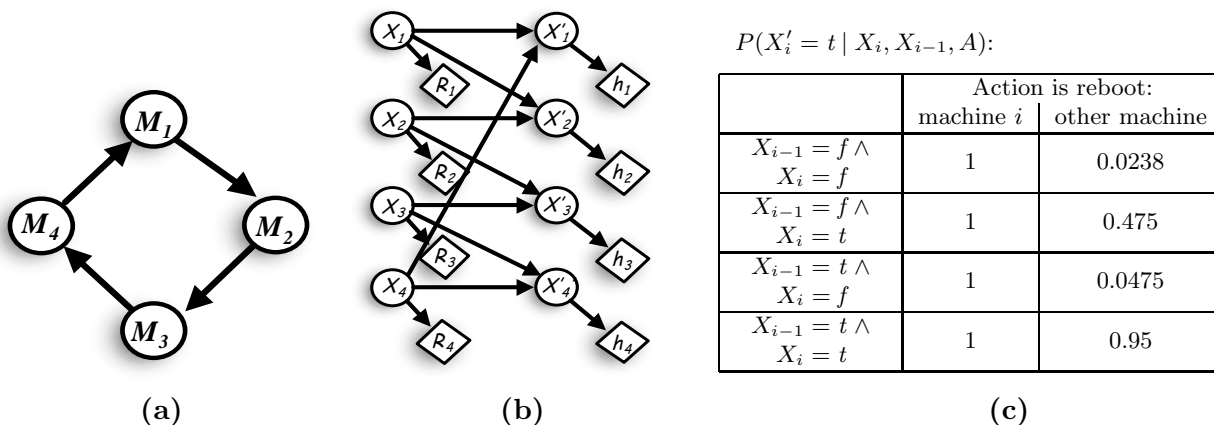 M₁
M₂
M₄
M₃
(a)
X₁ X'₁
R₁ h₁
X₂ X'₂
R₂ h₂
X₃ X'₃
R₃ h₃
X₄ X'₄
R₄ h₄
(b)
P(X'ᵢ = t | Xᵢ, Xᵢ₋₁, A):
Action is reboot:
machine i other machine
Xᵢ₋₁ = f ∧
Xᵢ = f 1 0.0238
Xᵢ₋₁ = f ∧
Xᵢ = t 1 0.475
Xᵢ₋₁ = t ∧
Xᵢ = f 1 0.0475
Xᵢ₋₁ = t ∧
Xᵢ = t 1 0.95
(c)